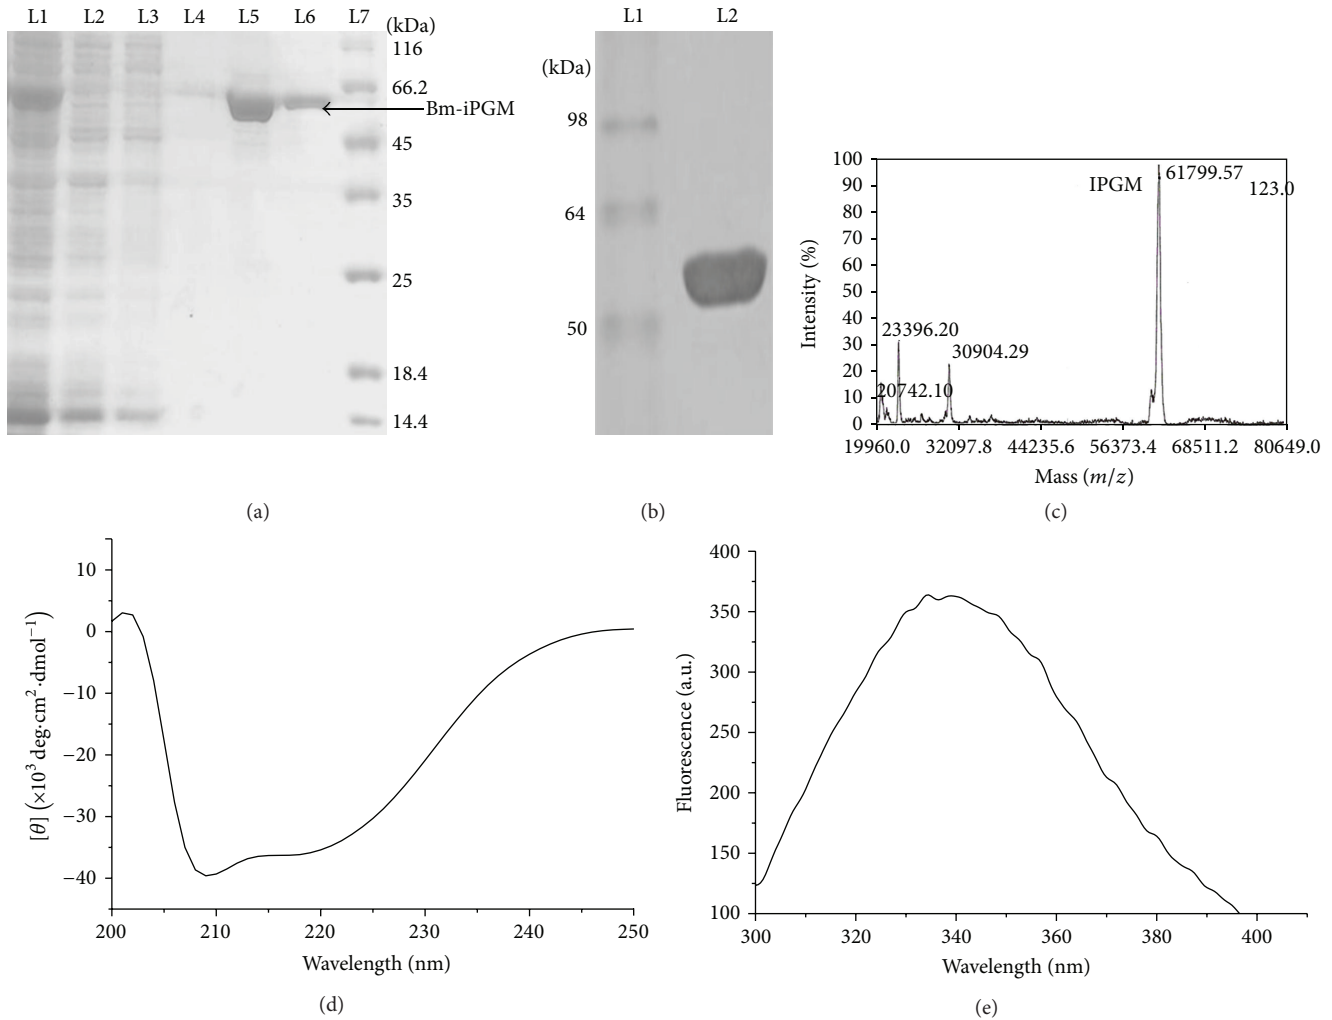 L1 L2 L3 L4 L5 L6 L7
(kDa)
116
66.2
Bm-iPGM
45
35
25
18.4
14.4
(a)
L1 L2
(kDa)
98
64
50
(b)
100
90
80
70
60
50
40
30
20
10
0
Intensity (%)
IPGM
61799.57
123.0
23396.20
30904.29
20742.10
19960.0 32097.8 44235.6 56373.4 68511.2 80649.0
Mass (m/z)
(c)
10
0
−10
−20
−30
−40
[θ] (×10³ deg·cm²·dmol⁻¹)
200 210 220 230 240 250
Wavelength (nm)
(d)
400
350
300
250
200
150
100
Fluorescence (a.u.)
300 320 340 360 380 400
Wavelength (nm)
(e)